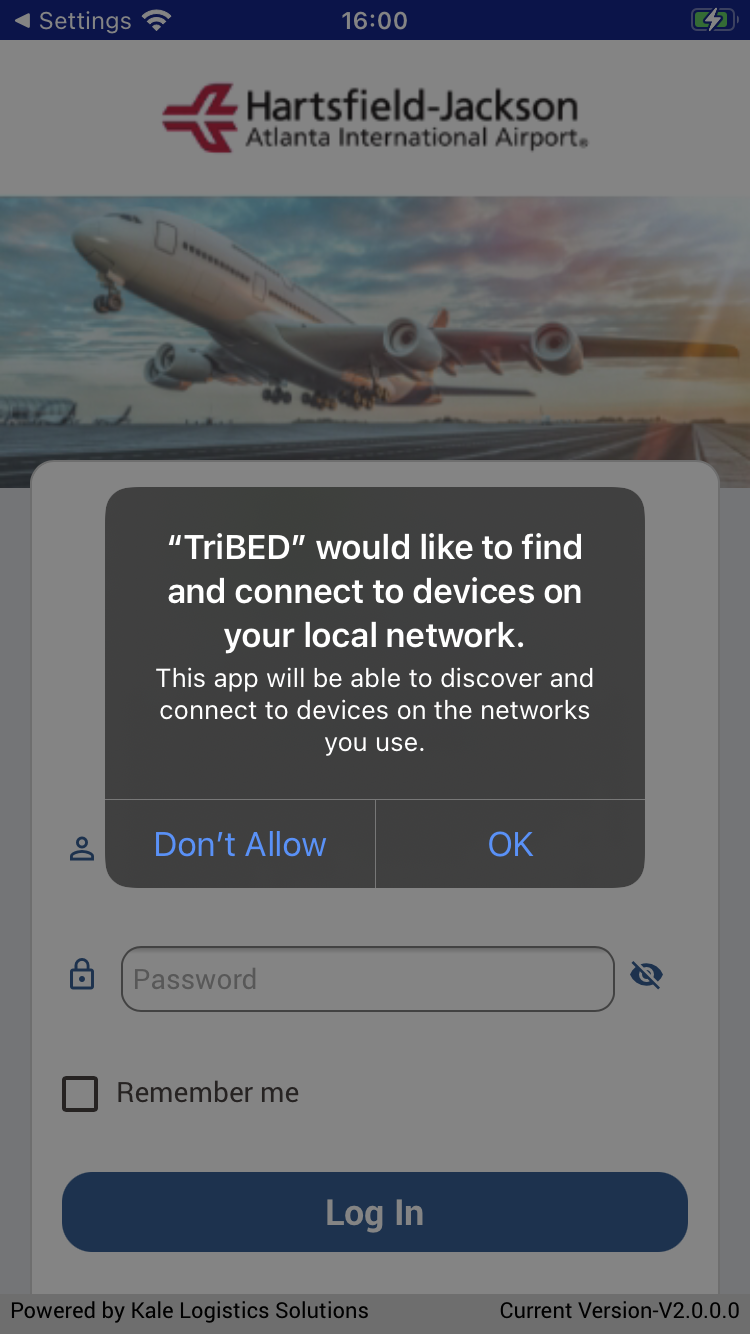 Settings
16:00
Hartsfield-Jackson
Atlanta International Airport®
“TriBED” would like to find
and connect to devices on
your local network.
This app will be able to discover and
connect to devices on the networks
you use.
Don’t Allow
OK
Password
Remember me
Log In
Powered by Kale Logistics Solutions
Current Version-V2.0.0.0